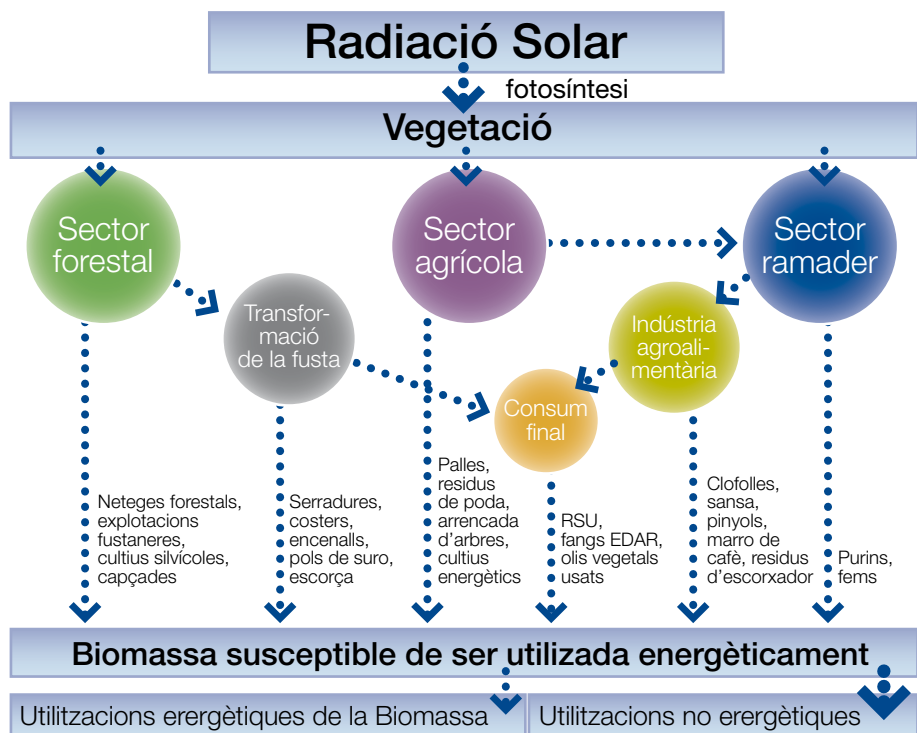 Radiació Solar
fotosíntesi
Vegetació
Sector
forestal
Sector
agrícola
Sector
ramader
Transfor-
mació
de la fusta
Indústria
agroali-
mentària
Consum
final
Neteges forestals,
explotacions
fustaneres,
cultius silvícoles,
capçades
Serradures,
costers,
encenalls,
pols de suro,
escorça
Palles,
residus
de poda,
arrencada
d'arbres,
cultius
energètics
RSU,
fangs EDAR,
olis vegetals
usats
Clofolles,
sansa,
pinyols,
marro de
cafè, residus
d'escorxador
Purins,
fems
Biomassa susceptible de ser utilizada energèticament
Utilitzacions erergètiques de la Biomassa
Utilitzacions no erergètiques